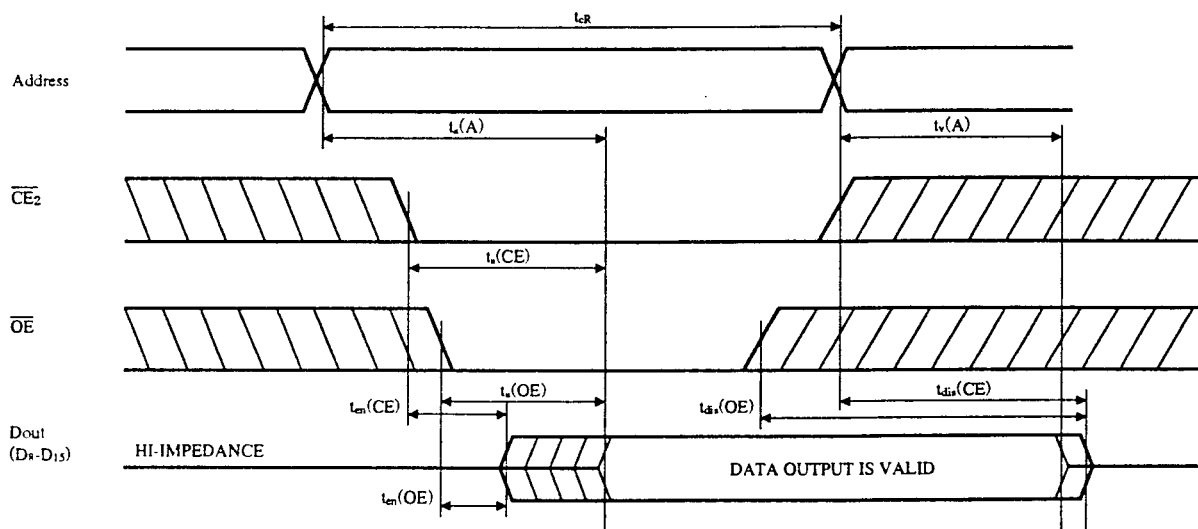 tcR
Address
ta(A)
tv(A)
CE2
ta(CE)
OE
ta(OE)
tdis(CE)
ten(CE)
tdis(OE)
Dout
(D8-D15)
HI-IMPEDANCE
DATA OUTPUT IS VALID
ten(OE)